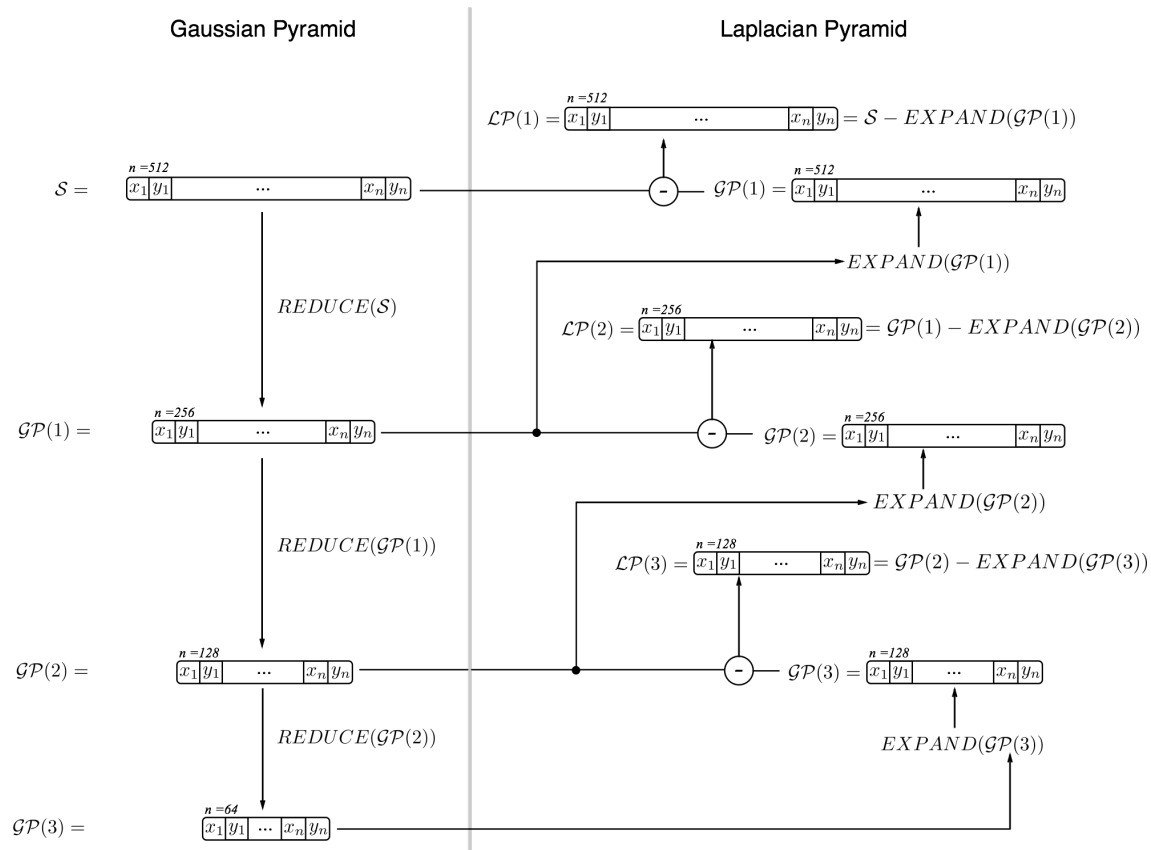 Gaussian Pyramid
Laplacian Pyramid
n =512
ℒ𝒫(1) = x₁ y₁ ... xₙ yₙ = 𝒮 − EXPAND(𝒢𝒫(1))
n =512
𝒮 = x₁ y₁ ... xₙ yₙ
n =512
- 𝒢𝒫(1) = x₁ y₁ ... xₙ yₙ
EXPAND(𝒢𝒫(1))
REDUCE(𝒮)
n =256
ℒ𝒫(2) = x₁ y₁ ... xₙ yₙ = 𝒢𝒫(1) − EXPAND(𝒢𝒫(2))
n =256
𝒢𝒫(1) = x₁ y₁ ... xₙ yₙ
n =256
- 𝒢𝒫(2) = x₁ y₁ ... xₙ yₙ
EXPAND(𝒢𝒫(2))
REDUCE(𝒢𝒫(1))
n =128
ℒ𝒫(3) = x₁ y₁ ... xₙ yₙ = 𝒢𝒫(2) − EXPAND(𝒢𝒫(3))
n =128
𝒢𝒫(2) = x₁ y₁ ... xₙ yₙ
n =128
- 𝒢𝒫(3) = x₁ y₁ ... xₙ yₙ
REDUCE(𝒢𝒫(2))
EXPAND(𝒢𝒫(3))
n =64
𝒢𝒫(3) = x₁ y₁ ... xₙ yₙ